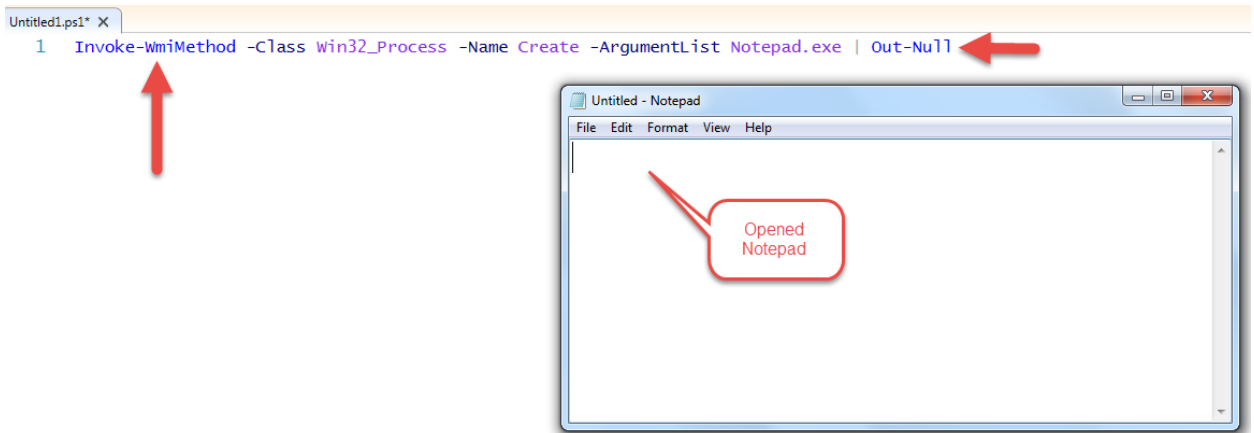 Untitled1.ps1* X
1 Invoke-WmiMethod -Class Win32_Process -Name Create -ArgumentList Notepad.exe | Out-Null
Untitled - Notepad
File Edit Format View Help
Opened
Notepad